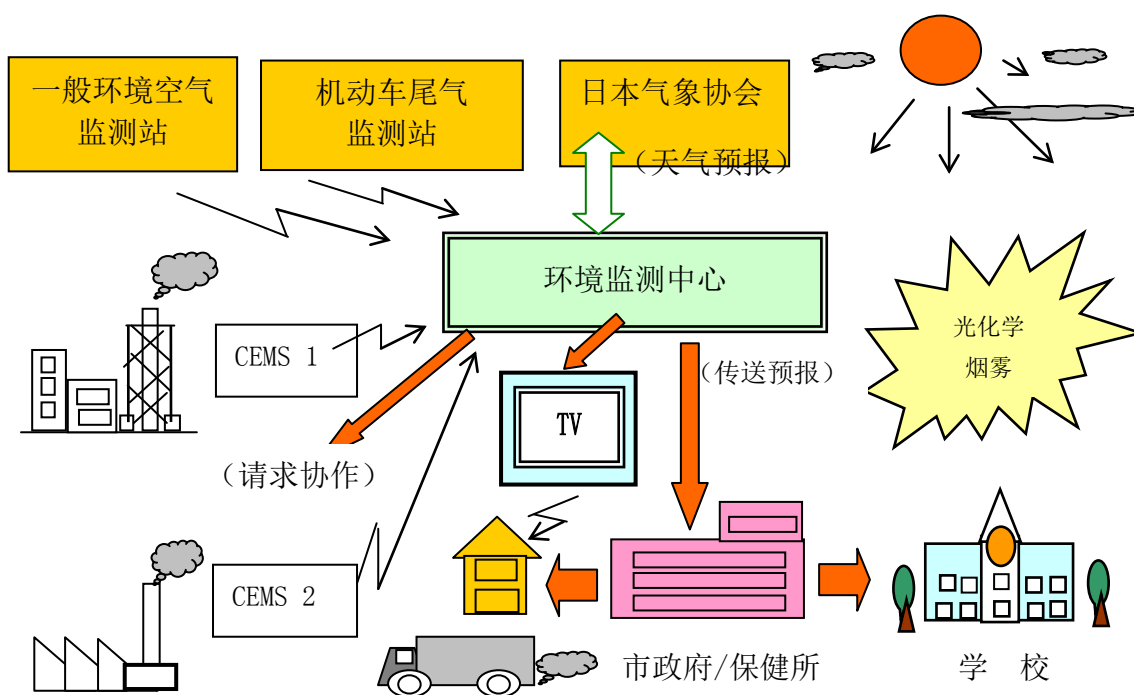 一般环境空气
监测站
机动车尾气
监测站
日本气象协会
（天气预报）
环境监测中心
光化学
烟雾
CEMS 1
（传送预报）
TV
（请求协作）
CEMS 2
市政府/保健所
学 校